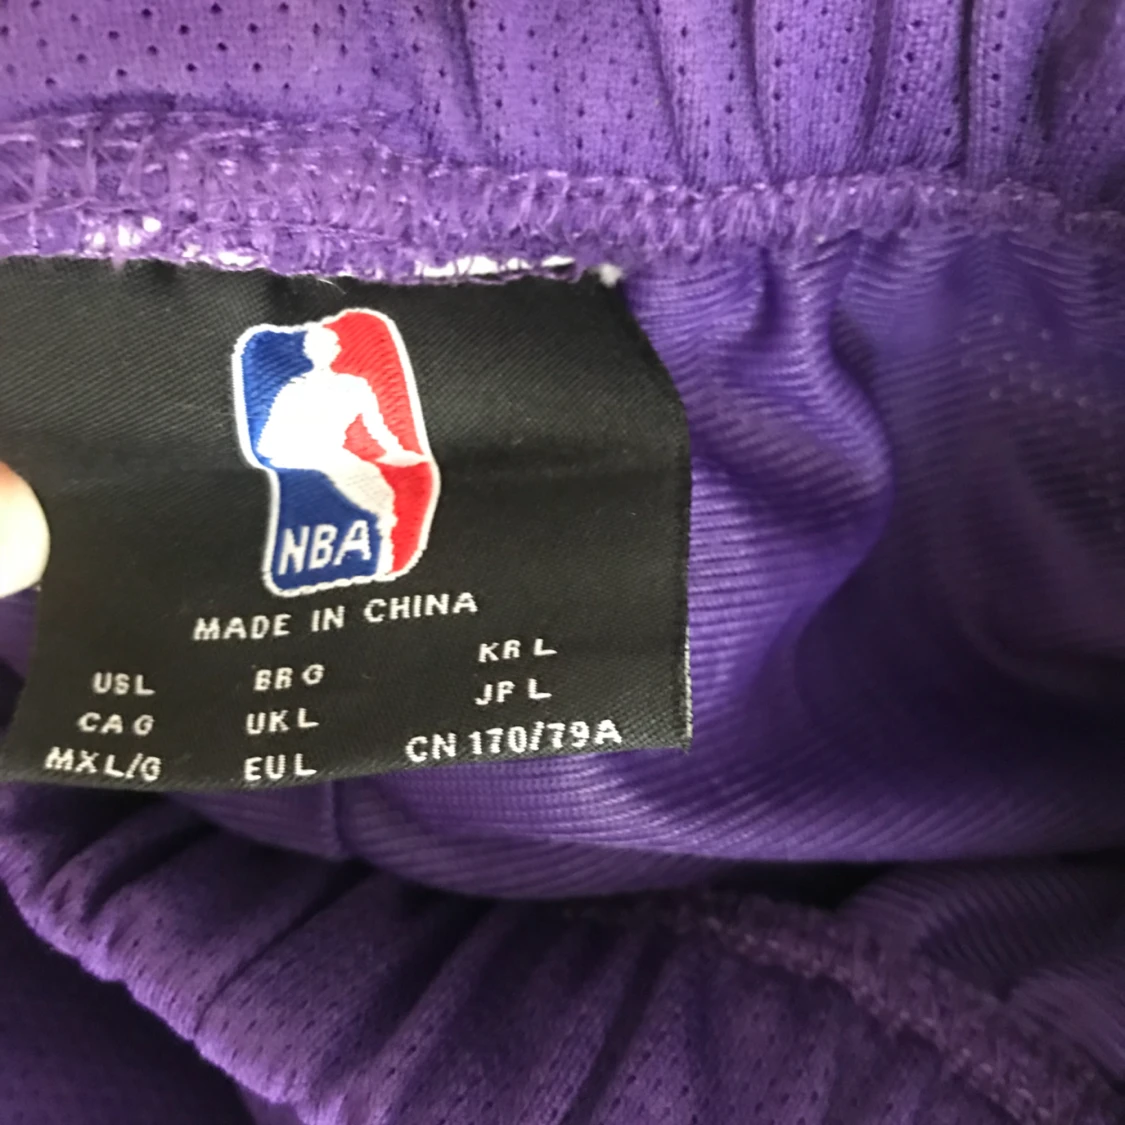 NBA
MADE IN CHINA
US L BR G KR L
CA G UK L JP L
MX L/G EU L CN 170/79A